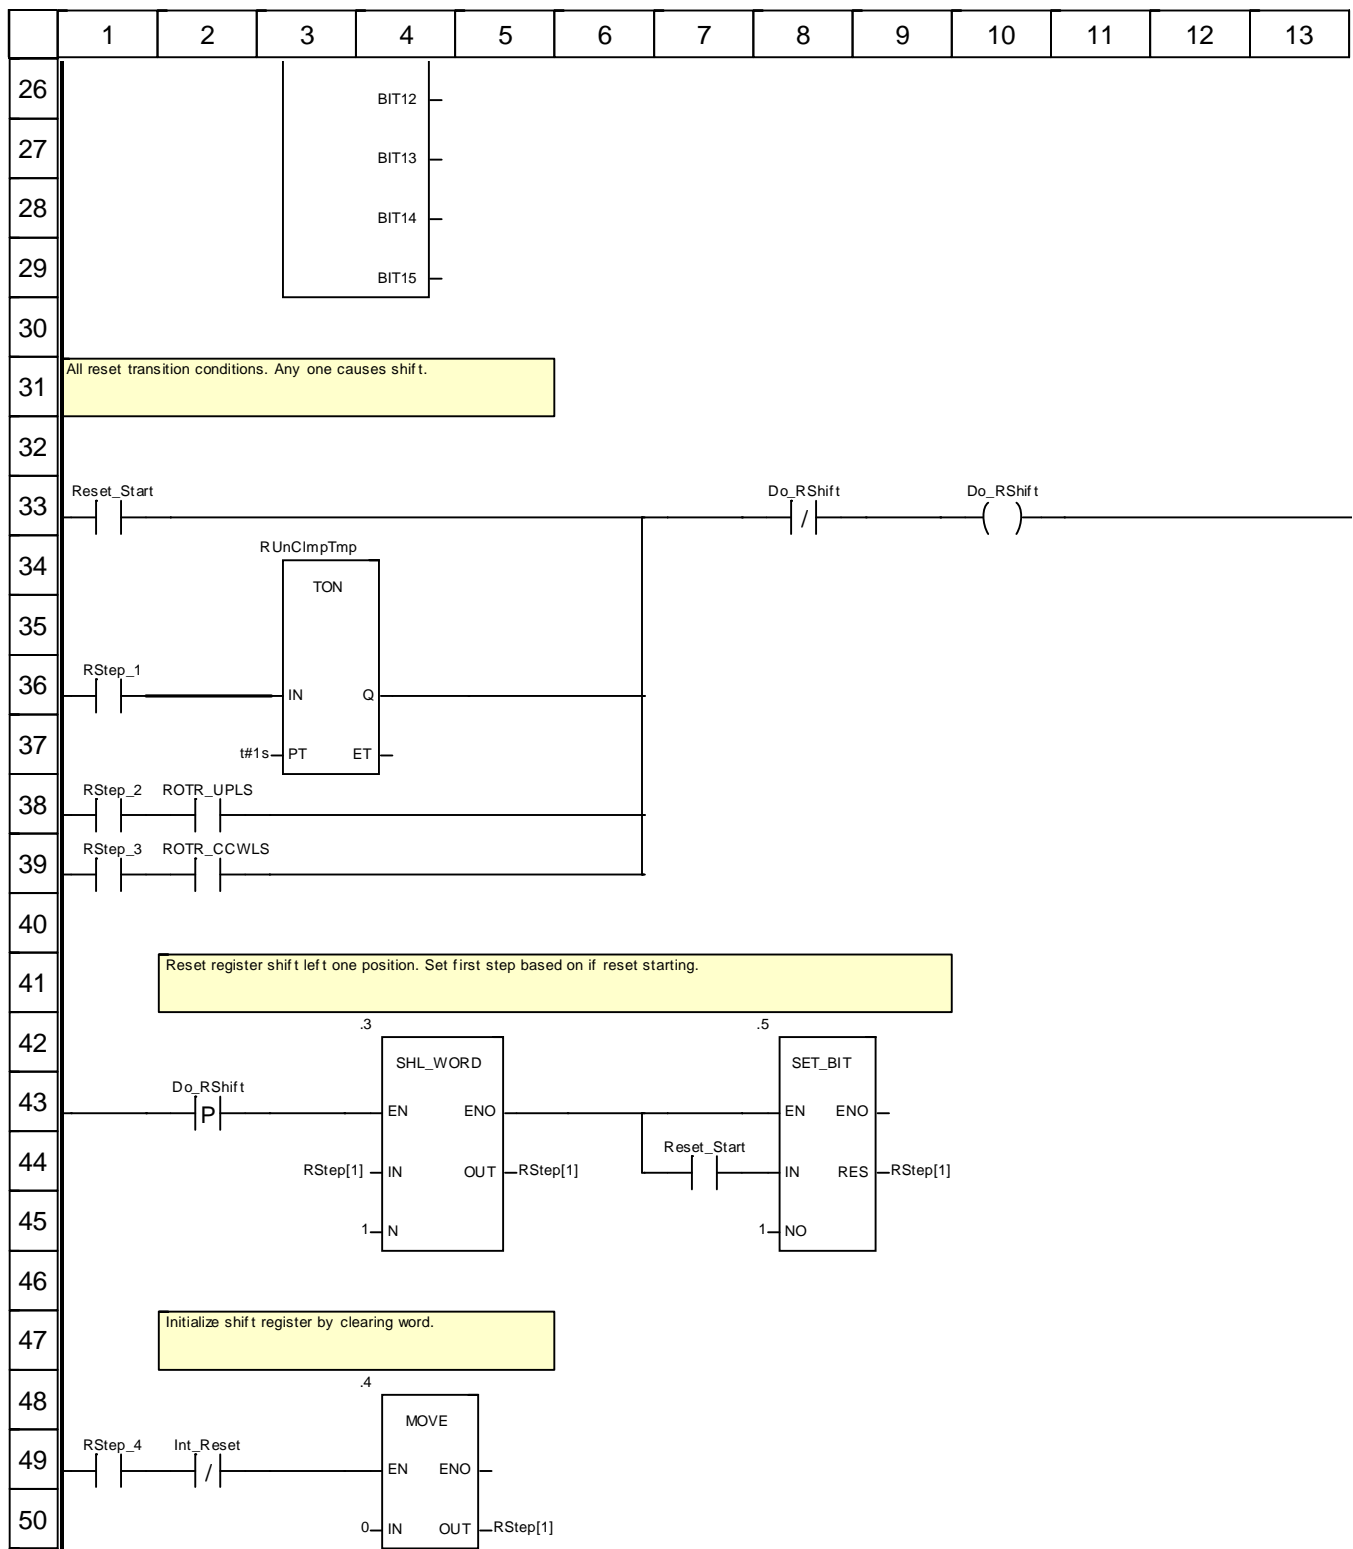 1 2 3 4 5 6 7 8 9 10 11 12 13
26
BIT12
27
BIT13
28
BIT14
29
BIT15
30
31
All reset transition conditions. Any one causes shift.
32
33
Reset_Start
Do_RShift
/
Do_RShift
34
RUnClmpTmp
TON
35
36
RStep_1
IN Q
37
t#1s PT ET
38
RStep_2 ROTR_UPLS
39
RStep_3 ROTR_CCWLS
40
41
Reset register shift left one position. Set first step based on if reset starting.
42
.3 .5
SHL_WORD SET_BIT
43
Do_RShift
P
EN ENO EN ENO
44
Reset_Start
RStep[1] IN OUT RStep[1] IN RES RStep[1]
45
1 N 1 NO
46
47
Initialize shift register by clearing word.
48
.4
MOVE
49
RStep_4 Int_Reset
/
EN ENO
50
0 IN OUT RStep[1]